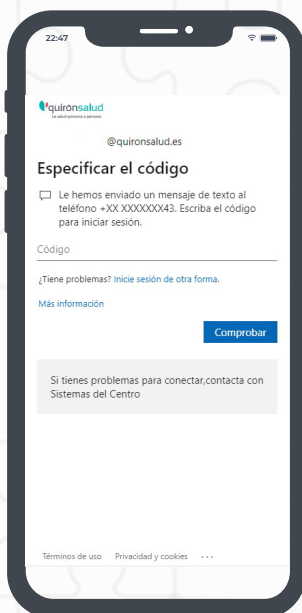 22:47
quirónsalud
La salud persona a persona
@quironsalud.es
Especificar el código
Le hemos enviado un mensaje de texto al
teléfono +XX XXXXXXX43. Escriba el código
para iniciar sesión.
Código
¿Tiene problemas? Inicie sesión de otra forma.
Más información
Comprobar
Si tienes problemas para conectar,contacta con
Sistemas del Centro
Términos de uso Privacidad y cookies ...